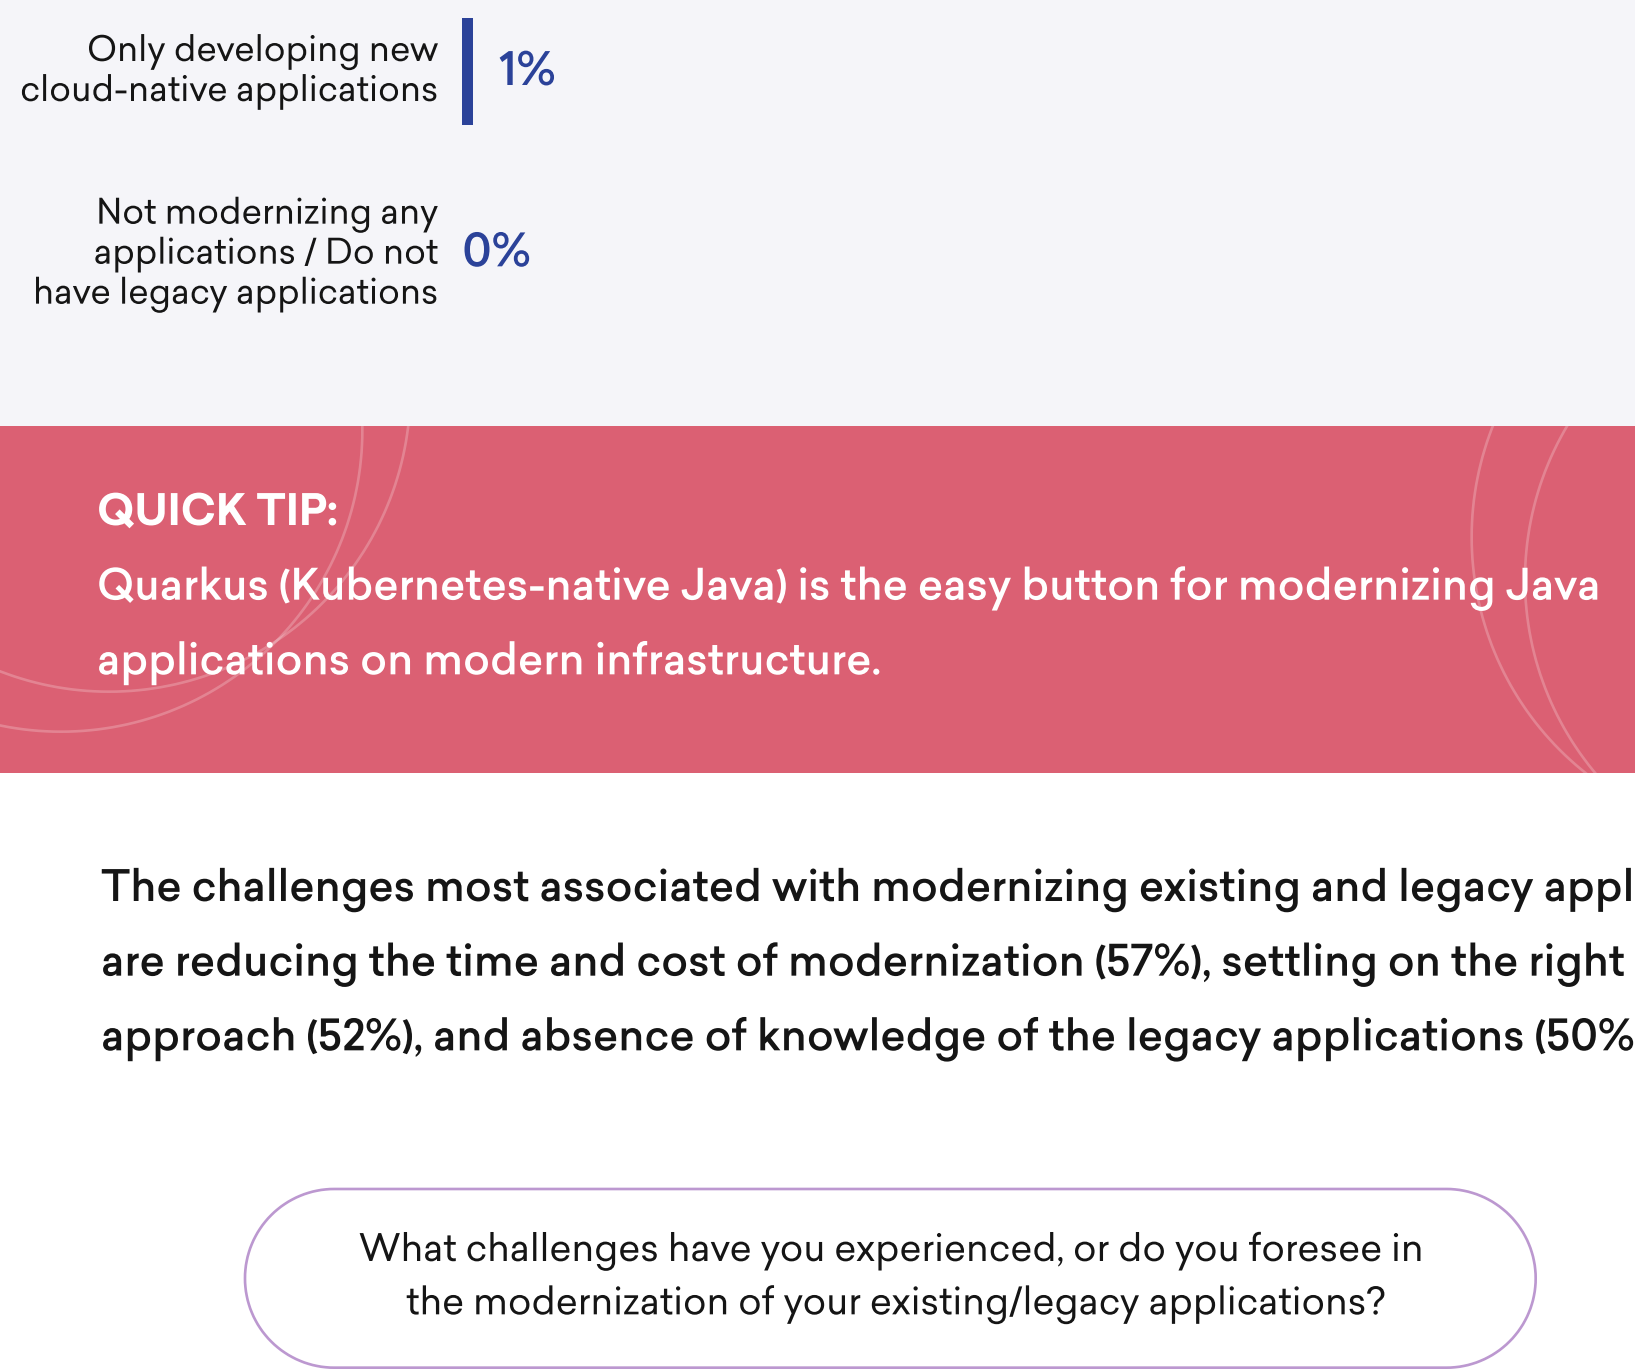 Only developing new
cloud-native applications
1%
Not modernizing any
applications / Do not
have legacy applications
0%
QUICK TIP:
Quarkus (Kubernetes-native Java) is the easy button for modernizing Java
applications on modern infrastructure.
The challenges most associated with modernizing existing and legacy appl
are reducing the time and cost of modernization (57%), settling on the right
approach (52%), and absence of knowledge of the legacy applications (50%
What challenges have you experienced, or do you foresee in
the modernization of your existing/legacy applications?